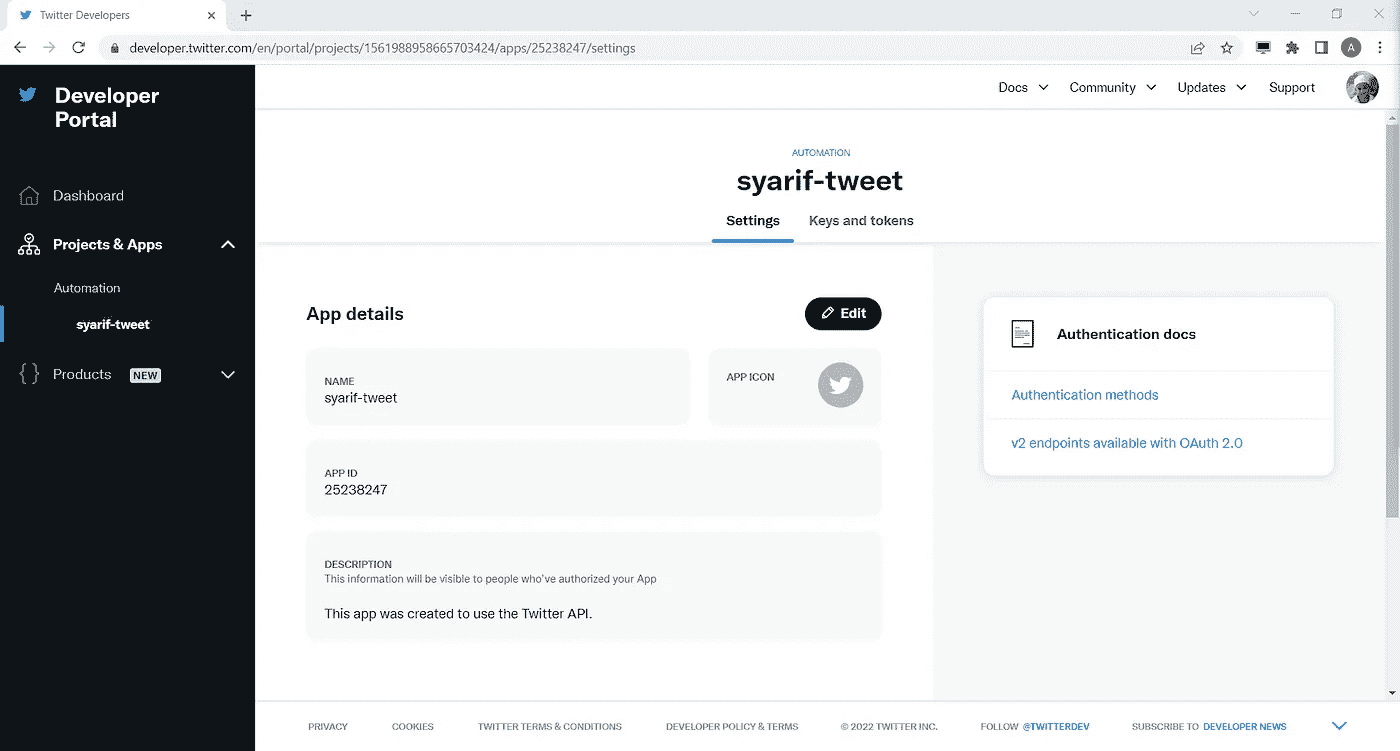 Twitter Developers
developer.twitter.com/en/portal/projects/1561988958665703424/apps/25238247/settings
A
Developer
Portal
Dashboard
Projects & Apps
Automation
syarif-tweet
Products NEW
Docs Community Updates Support
AUTOMATION
syarif-tweet
Settings Keys and tokens
App details
Edit
NAME
syarif-tweet
APP ICON
APP ID
25238247
DESCRIPTION
This information will be visible to people who've authorized your App
This app was created to use the Twitter API.
Authentication docs
Authentication methods
v2 endpoints available with OAuth 2.0
PRIVACY COOKIES TWITTER TERMS & CONDITIONS DEVELOPER POLICY & TERMS © 2022 TWITTER INC. FOLLOW @TWITTERDEV SUBSCRIBE TO DEVELOPER NEWS